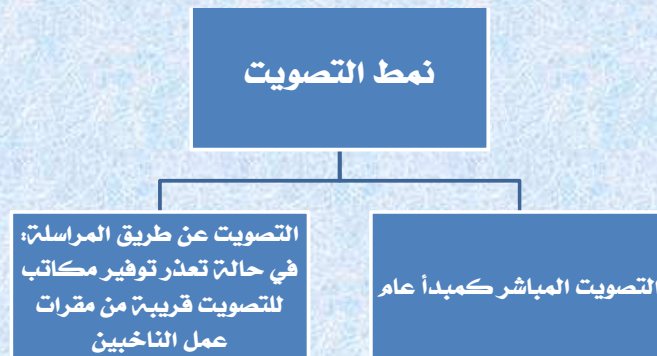 نمط التصويت
التصويت المباشر كمبدأ عام
التصويت عن طريق المراسلة:
في حالة تعذر توفير مكاتب
للتصويت قريبة من مقرات
عمل الناخبين